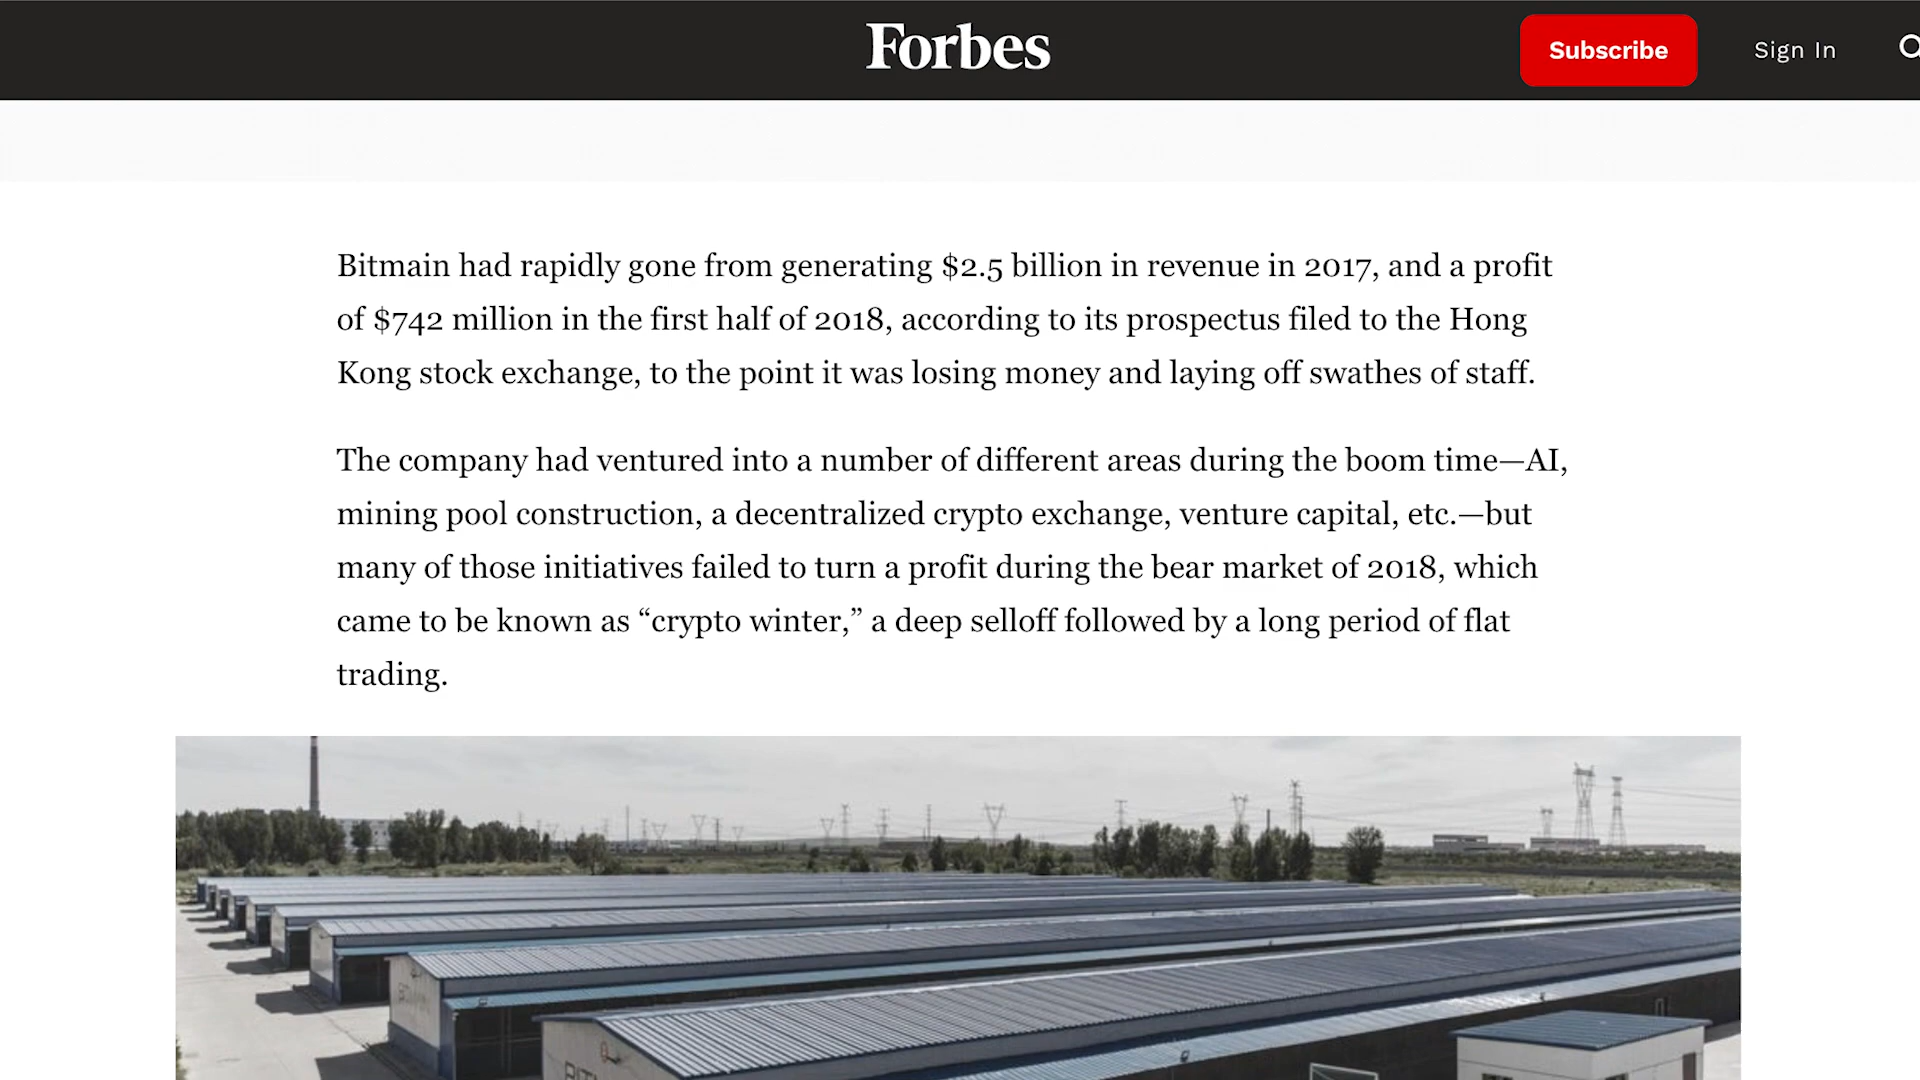 Forbes
Subscribe
Sign In
Bitmain had rapidly gone from generating $2.5 billion in revenue in 2017, and a profit
of $742 million in the first half of 2018, according to its prospectus filed to the Hong
Kong stock exchange, to the point it was losing money and laying off swathes of staff.
The company had ventured into a number of different areas during the boom time—AI,
mining pool construction, a decentralized crypto exchange, venture capital, etc.—but
many of those initiatives failed to turn a profit during the bear market of 2018, which
came to be known as “crypto winter,” a deep selloff followed by a long period of flat
trading.